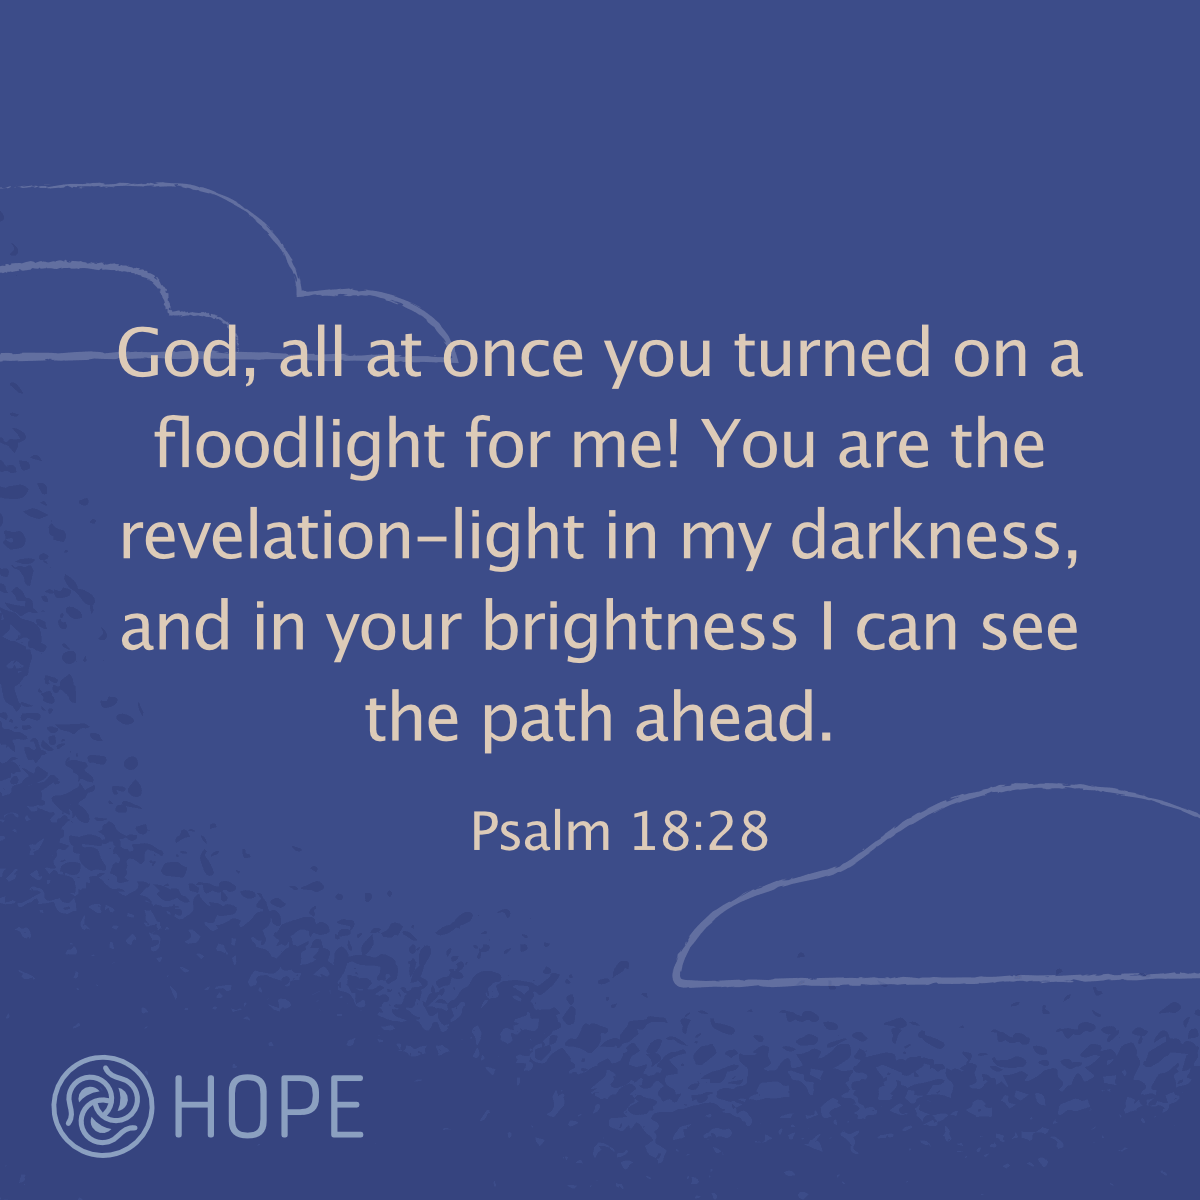 God, all at once you turned on a
floodlight for me! You are the
revelation–light in my darkness,
and in your brightness I can see
the path ahead.
Psalm 18:28
HOPE